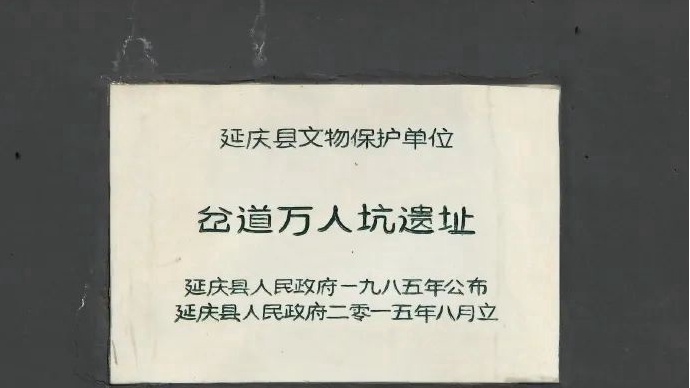 延庆县文物保护单位
岔道万人坑遗址
延庆县人民政府一九八五年公布
延庆县人民政府二零一五年八月立